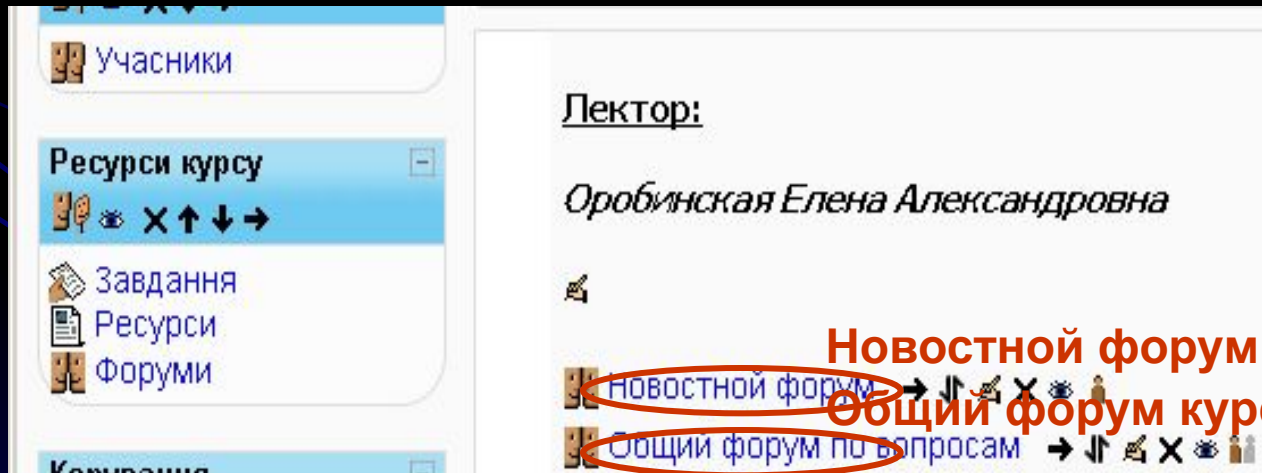 Учасники
Ресурси курсу
Завдання
Ресурси
Форуми
Лектор:
Оробинская Елена Александровна
Новостной форум
Новостной форум
Общий форум
Общий форум по вопросам